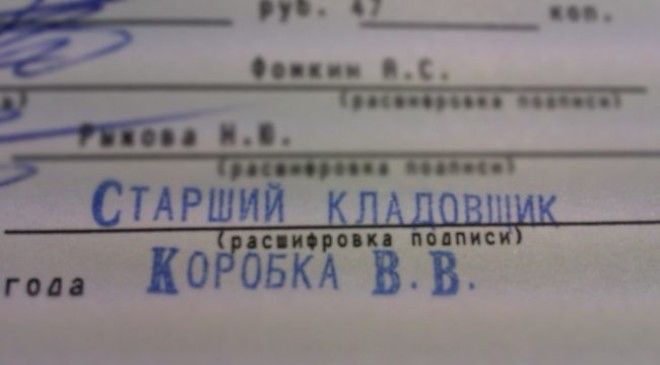 руб. 47 коп.
Фомкин А.С.
(расшифровка подписи)
Рыкова Н.Ю.
(расшифровка подписи)
СТАРШИЙ КЛАДОВЩИК
(расшифровка подписи)
года КОРОБКА В.В.